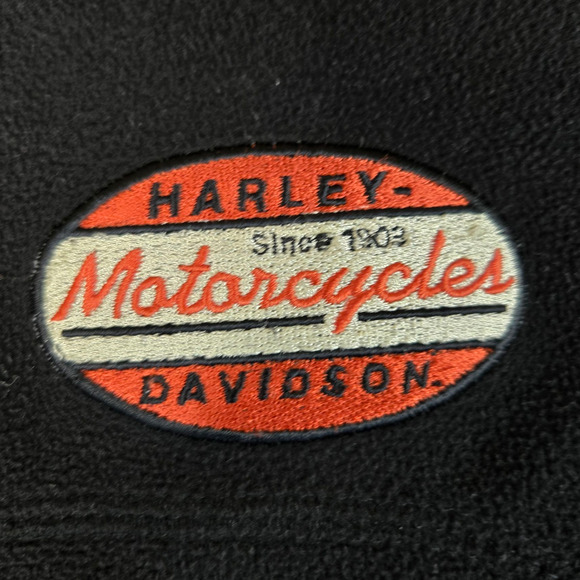 HARLEY-
Since 1903
Motorcycles
DAVIDSON.